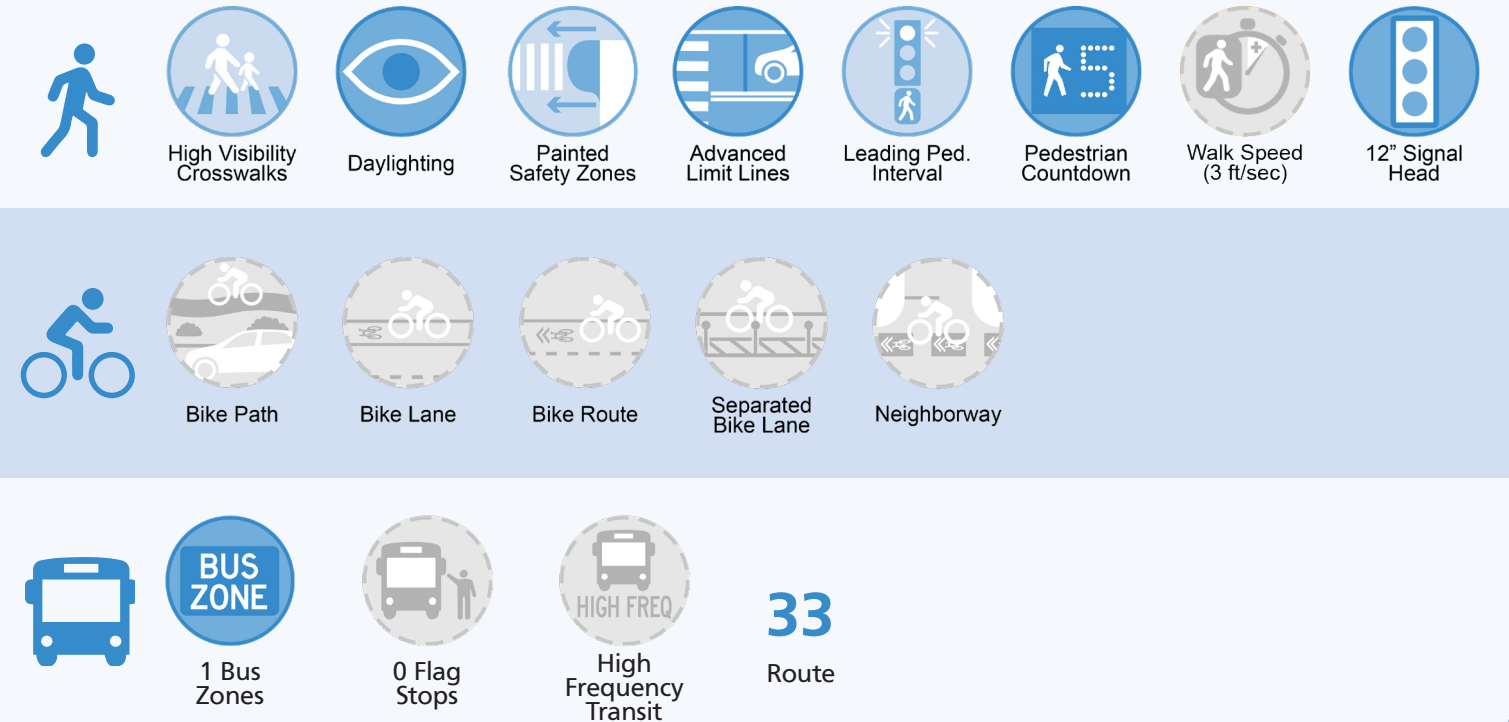 5
High Visibility
Crosswalks
Daylighting
Painted
Safety Zones
Advanced
Limit Lines
Leading Ped.
Interval
Pedestrian
Countdown
Walk Speed
(3 ft/sec)
12” Signal
Head
Bike Path
Bike Lane
Bike Route
Separated
Bike Lane
Neighborway
BUS
ZONE
1 Bus
Zones
0 Flag
Stops
HIGH FREQ
High
Frequency
Transit
33
Route